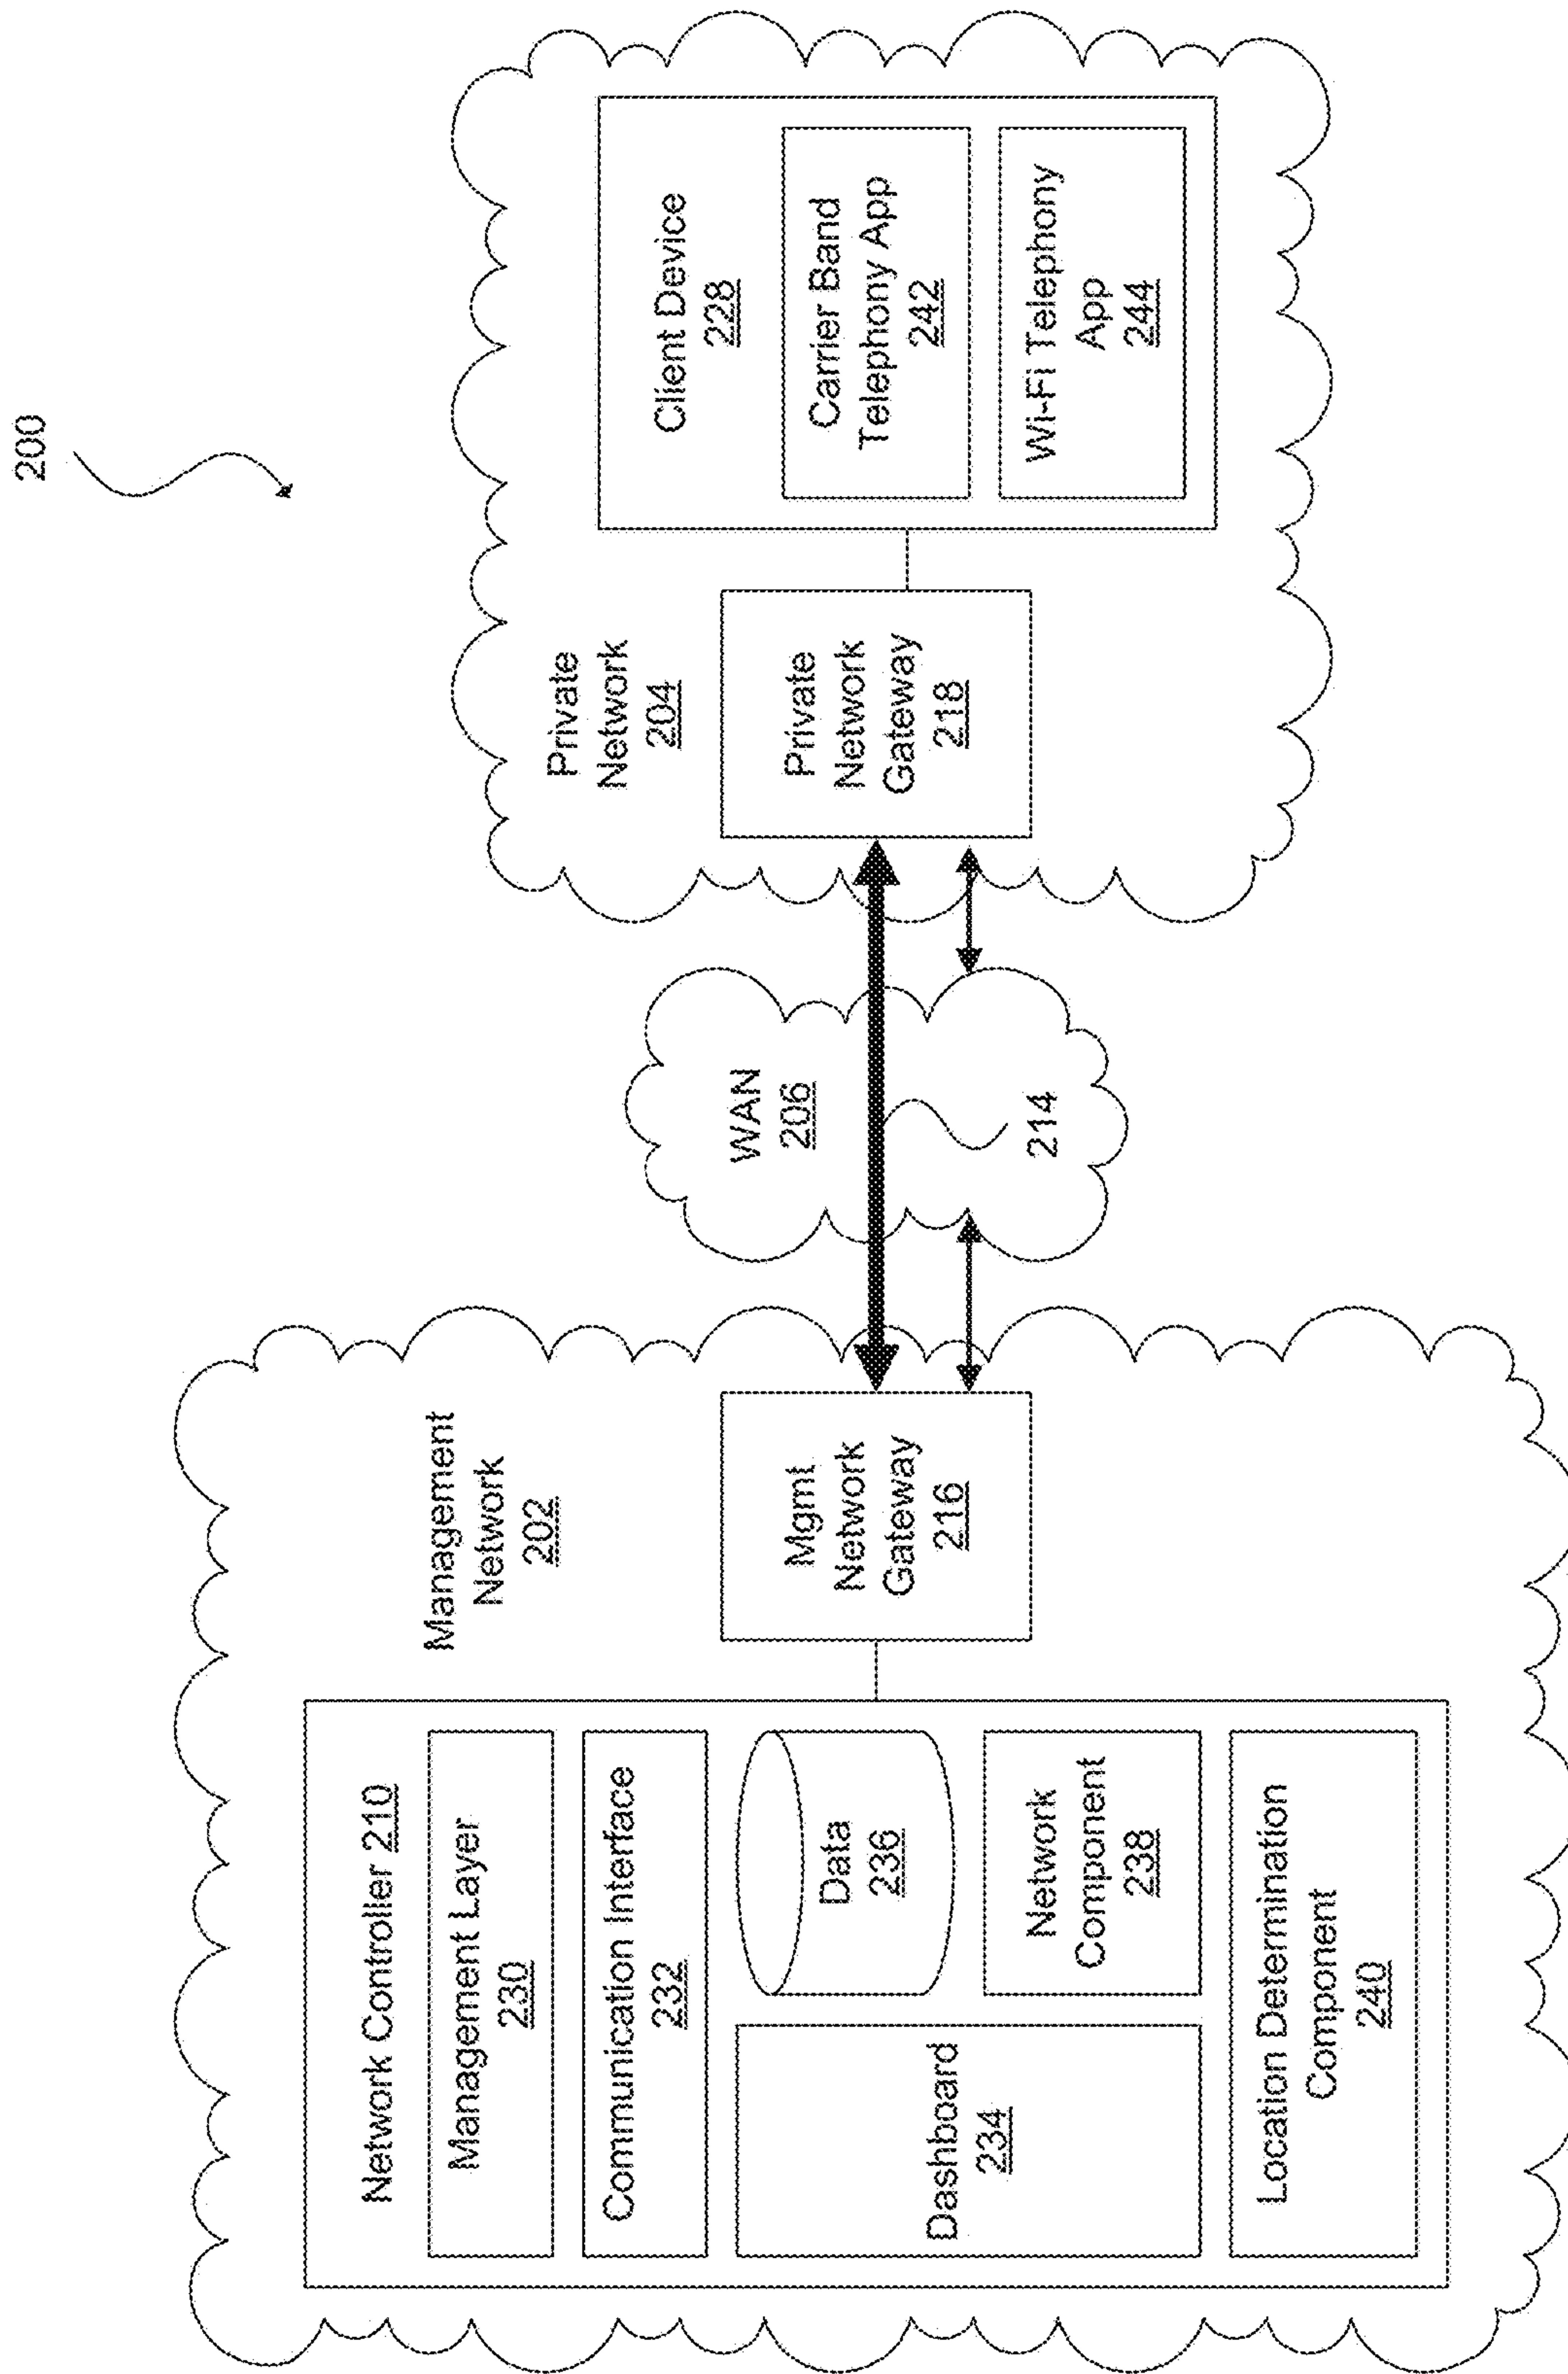 200
Management
Network
202
Network Controller 210
Management Layer
230
Communication Interface
232
Dashboard
234
Data
236
Network
Component
238
Location Determination
Component
240
Mgmt
Network
Gateway
216
WAN
206
214
Private
Network
204
Private
Network
Gateway
218
Client Device
228
Carrier Band
Telephony App
242
Wi-Fi Telephony
App
244